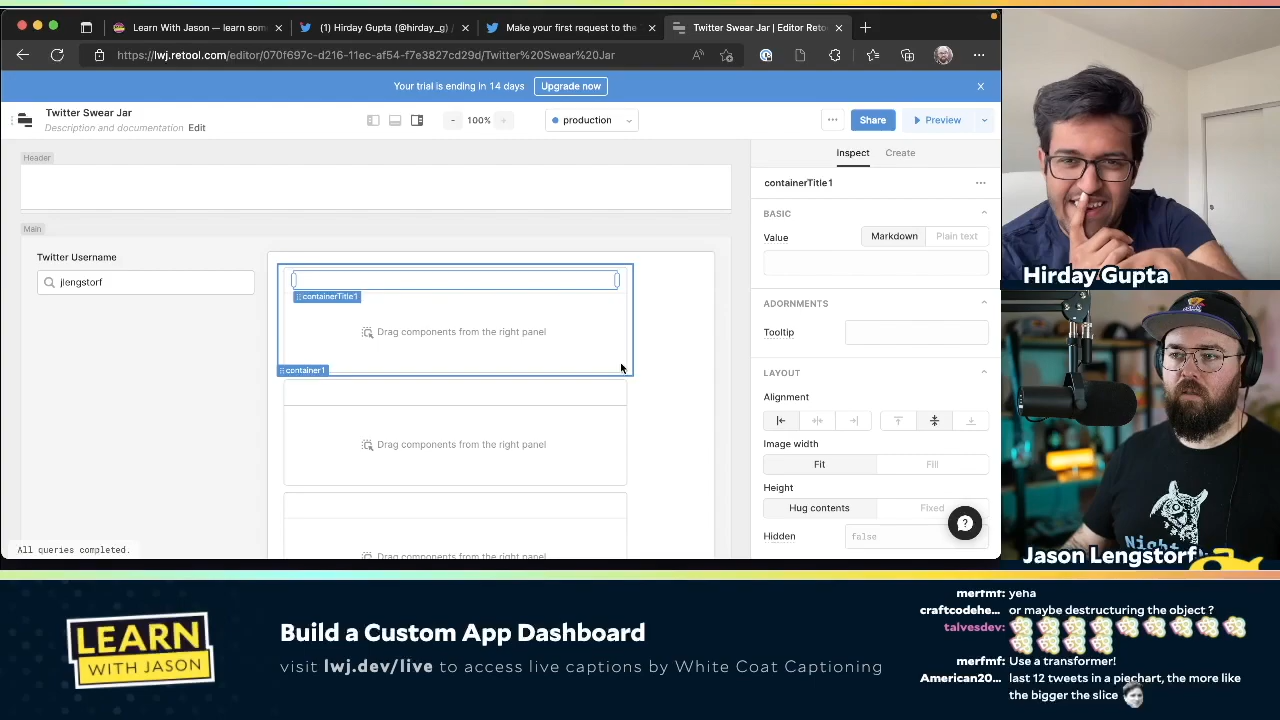 Learn With Jason — learn som
(1) Hirday Gupta (@hirday_g) /
Make your first request to the
Twitter Swear Jar | Editor Reto
https://lwj.retool.com/editor/070f697c-d216-11ec-af54-f7e3827cd29d/Twitter%20Swear%20Jar
Your trial is ending in 14 days
Upgrade now
Twitter Swear Jar
Description and documentation Edit
100%
production
Share
Preview
Header
Main
Twitter Username
jlengstorf
containerTitle1
Drag components from the right panel
container1
Drag components from the right panel
Drag components from the right panel
All queries completed.
Inspect
Create
containerTitle1
BASIC
Value
Markdown
Plain text
ADORNMENTS
Tooltip
LAYOUT
Alignment
Image width
Fit
Fill
Height
Hug contents
Fixed
Hidden
false
Hirday Gupta
Jason Lengstorf
LEARN
WITH JASON
Build a Custom App Dashboard
visit lwj.dev/live to access live captions by White Coat Captioning
merfmf: yeha
craftcodehe... or maybe destructuring the object ?
talvesdev:
merfmf: Use a transformer!
American20... last 12 tweets in a piechart, the more like
the bigger the slice